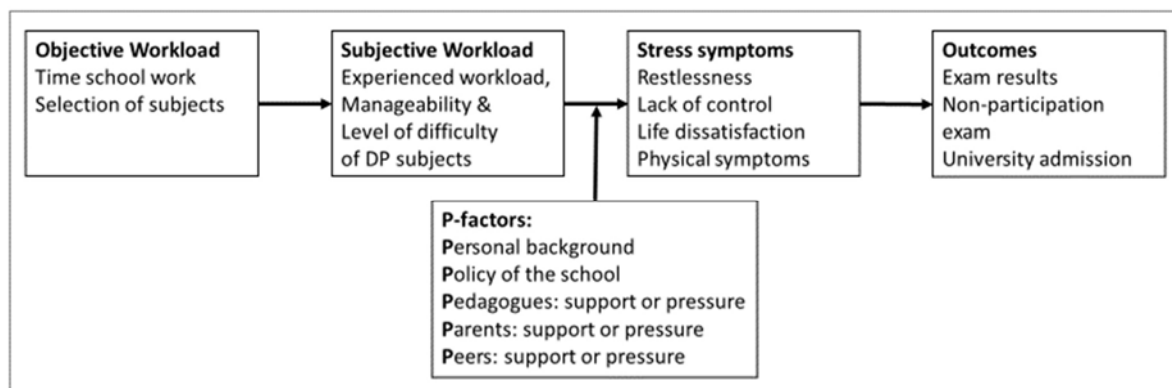 Objective Workload
Time school work
Selection of subjects
Subjective Workload
Experienced workload,
Manageability &
Level of difficulty
of DP subjects
Stress symptoms
Restlessness
Lack of control
Life dissatisfaction
Physical symptoms
Outcomes
Exam results
Non-participation
exam
University admission
P-factors:
Personal background
Policy of the school
Pedagogues: support or pressure
Parents: support or pressure
Peers: support or pressure